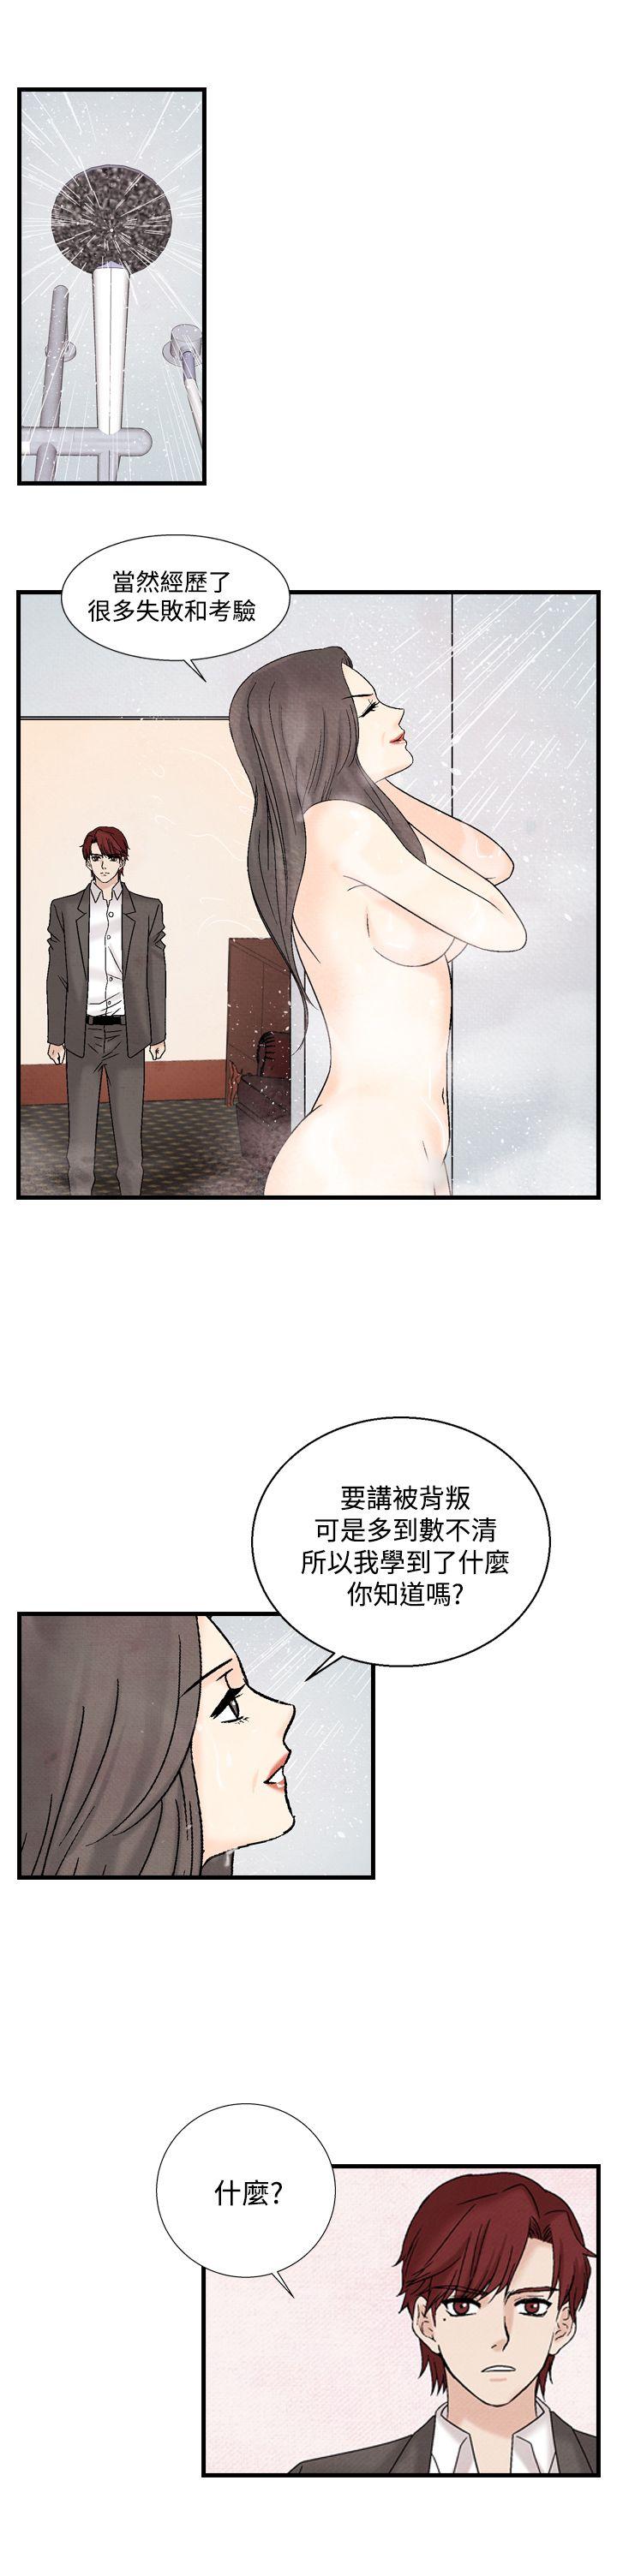 當然經歷了
很多失敗和考驗
要講被背叛
可是多到數不清
所以我學到了什麼
你知道嗎?
什麼?